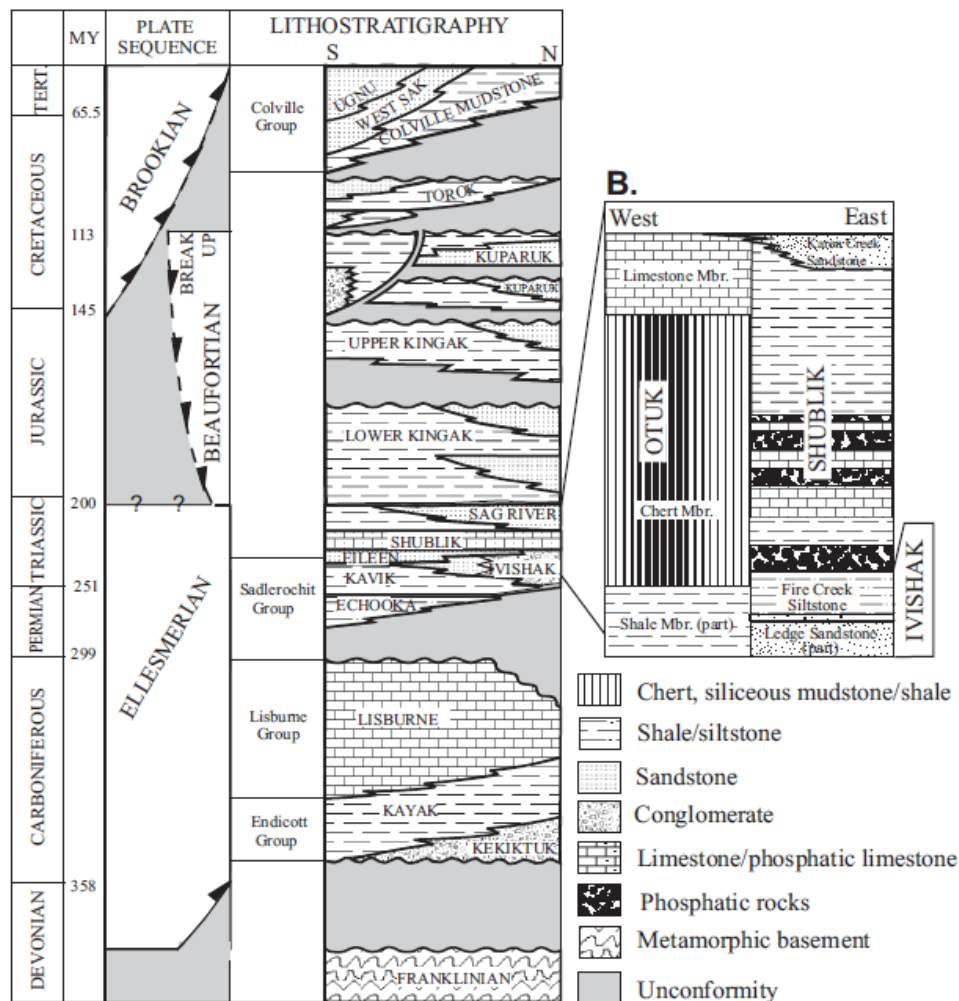 MY
PLATE
SEQUENCE
LITHOSTRATIGRAPHY
S
N
TERT.
65.5
CRETACEOUS
113
145
JURASSIC
200
TRIASSIC
251
PERMIAN
299
CARBONIFEROUS
358
DEVONIAN
BROOKIAN
BREAK
UP
BEAUFORTIAN
? ?
ELLESMERIAN
Colville
Group
Sadlerochit
Group
Lisburne
Group
Endicott
Group
UGNU
WEST SAK
COLVILLE MUDSTONE
TOROK
KUPARUK
KUPARUK
UPPER KINGAK
LOWER KINGAK
SAG RIVER
SHUBLIK
EILEEN
IVISHAK
KAVIK
ECHOOKA
LISBURNE
KAYAK
KEKIKTUK
FRANKLINIAN
B.
West
East
Limestone Mbr.
Karen Creek
Sandstone
OTUK
Chert Mbr.
SHUBLIK
Shale Mbr. (part)
Fire Creek
Siltstone
Ledge Sandstone
(part)
IVISHAK
Chert, siliceous mudstone/shale
Shale/siltstone
Sandstone
Conglomerate
Limestone/phosphatic limestone
Phosphatic rocks
Metamorphic basement
Unconformity